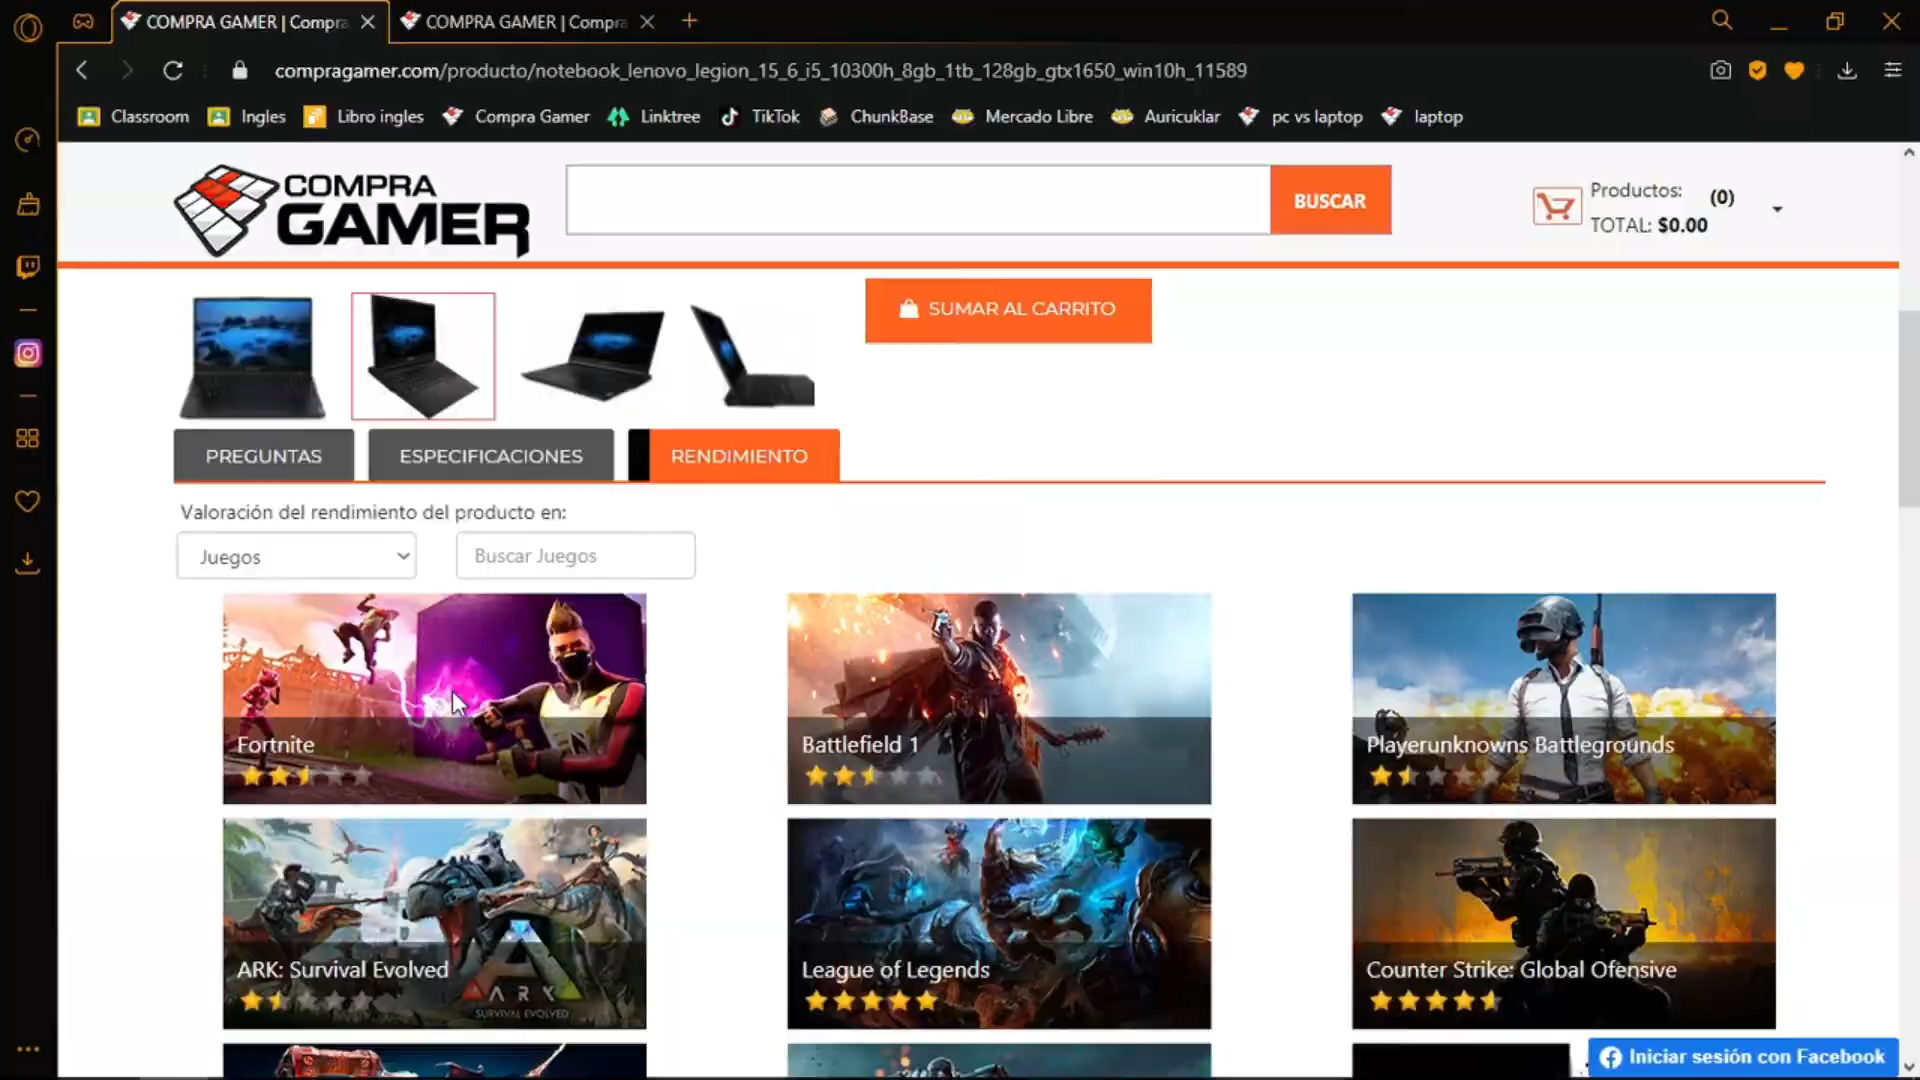 COMPRA GAMER | Compra
COMPRA GAMER | Compra
compragamer.com/producto/notebook_lenovo_legion_15_6_i5_10300h_8gb_1tb_128gb_gtx1650_win10h_11589
Classroom
Ingles
Libro ingles
Compra Gamer
Linktree
TikTok
ChunkBase
Mercado Libre
Auricuklar
pc vs laptop
laptop
COMPRA
GAMER
BUSCAR
Productos: (0)
TOTAL: $0.00
SUMAR AL CARRITO
PREGUNTAS
ESPECIFICACIONES
RENDIMIENTO
Valoración del rendimiento del producto en:
Juegos
Buscar Juegos
Fortnite
Battlefield 1
Playerunknowns Battlegrounds
ARK: Survival Evolved
ARK
SURVIVAL EVOLVED
League of Legends
Counter Strike: Global Ofensive
Iniciar sesión con Facebook